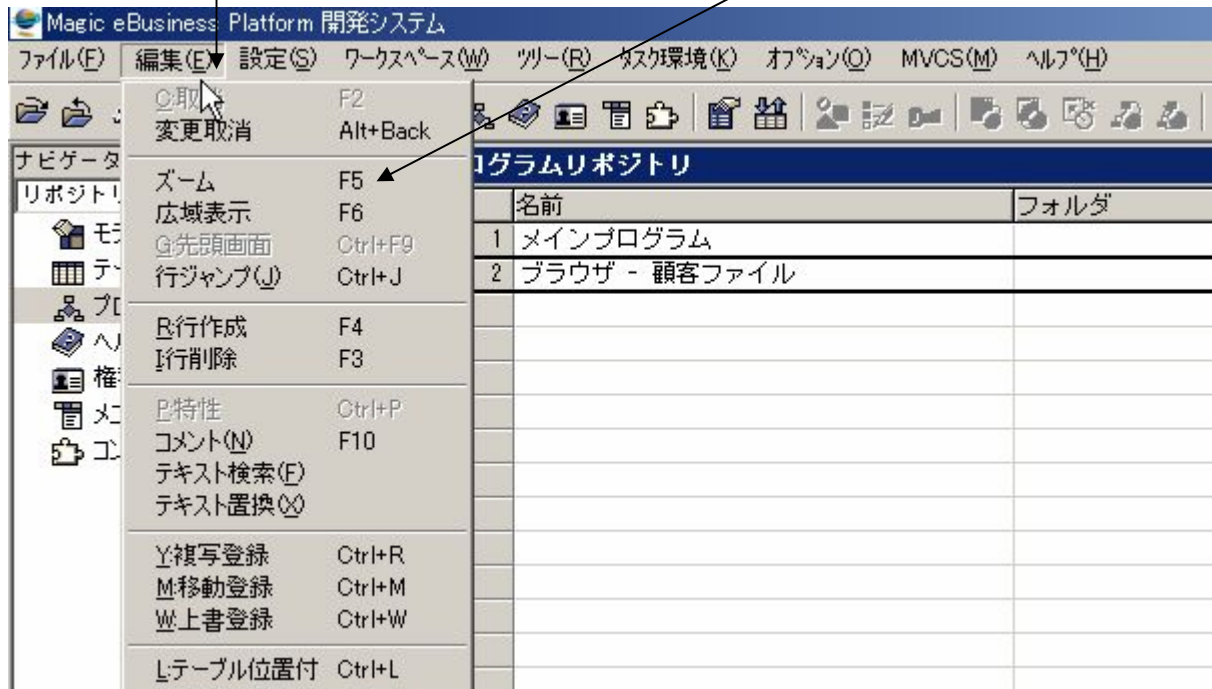 Magic eBusiness Platform 開発システム
ファイル(F) 編集(E) 設定(S) ワークスペース(W) ツリー(R) タスク環境(K) オプション(O) MVCS(M) ヘルプ(H)
C:取 F2
変更取消 Alt+Back
ナビゲータ
グラムリポジトリ
リポジトリ
ズーム F5
名前 フォルダ
広域表示 F6
1 メインプログラム
G:先頭画面 Ctrl+F9
行ジャンプ(J) Ctrl+J
2 ブラウザ - 顧客ファイル
R:行作成 F4
I:行削除 F3
P:特性 Ctrl+P
コメント(N) F10
テキスト検索(F)
テキスト置換(X)
Y:複写登録 Ctrl+R
M:移動登録 Ctrl+M
W:上書登録 Ctrl+W
L:テーブル位置付 Ctrl+L